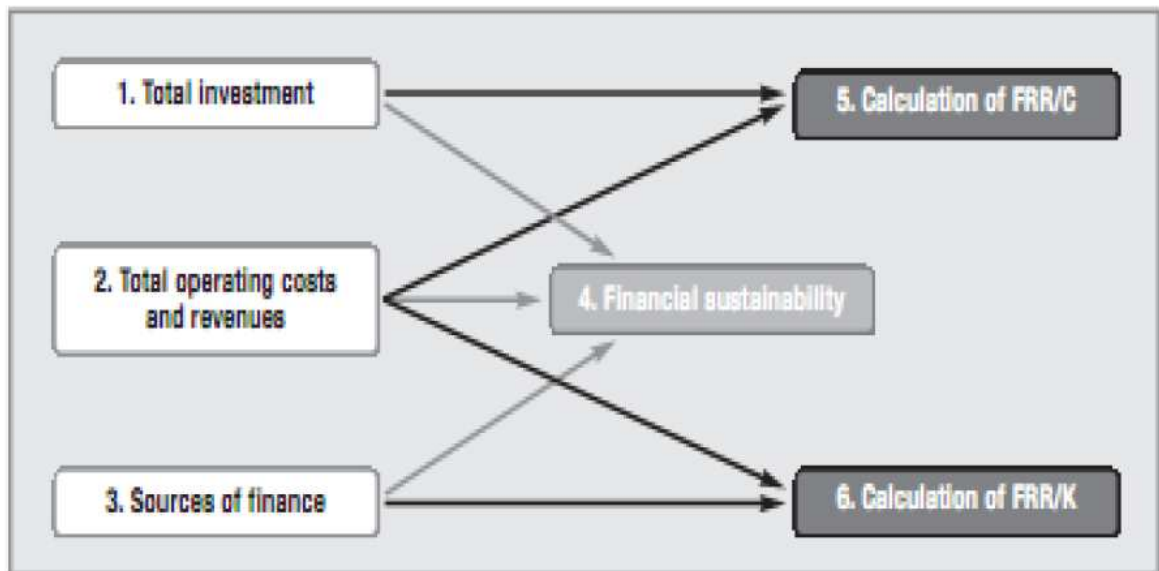 1. Total investment
5. Calculation of FRR/C
2. Total operating costs
and revenues
4. Financial sustainability
3. Sources of finance
6. Calculation of FRR/K